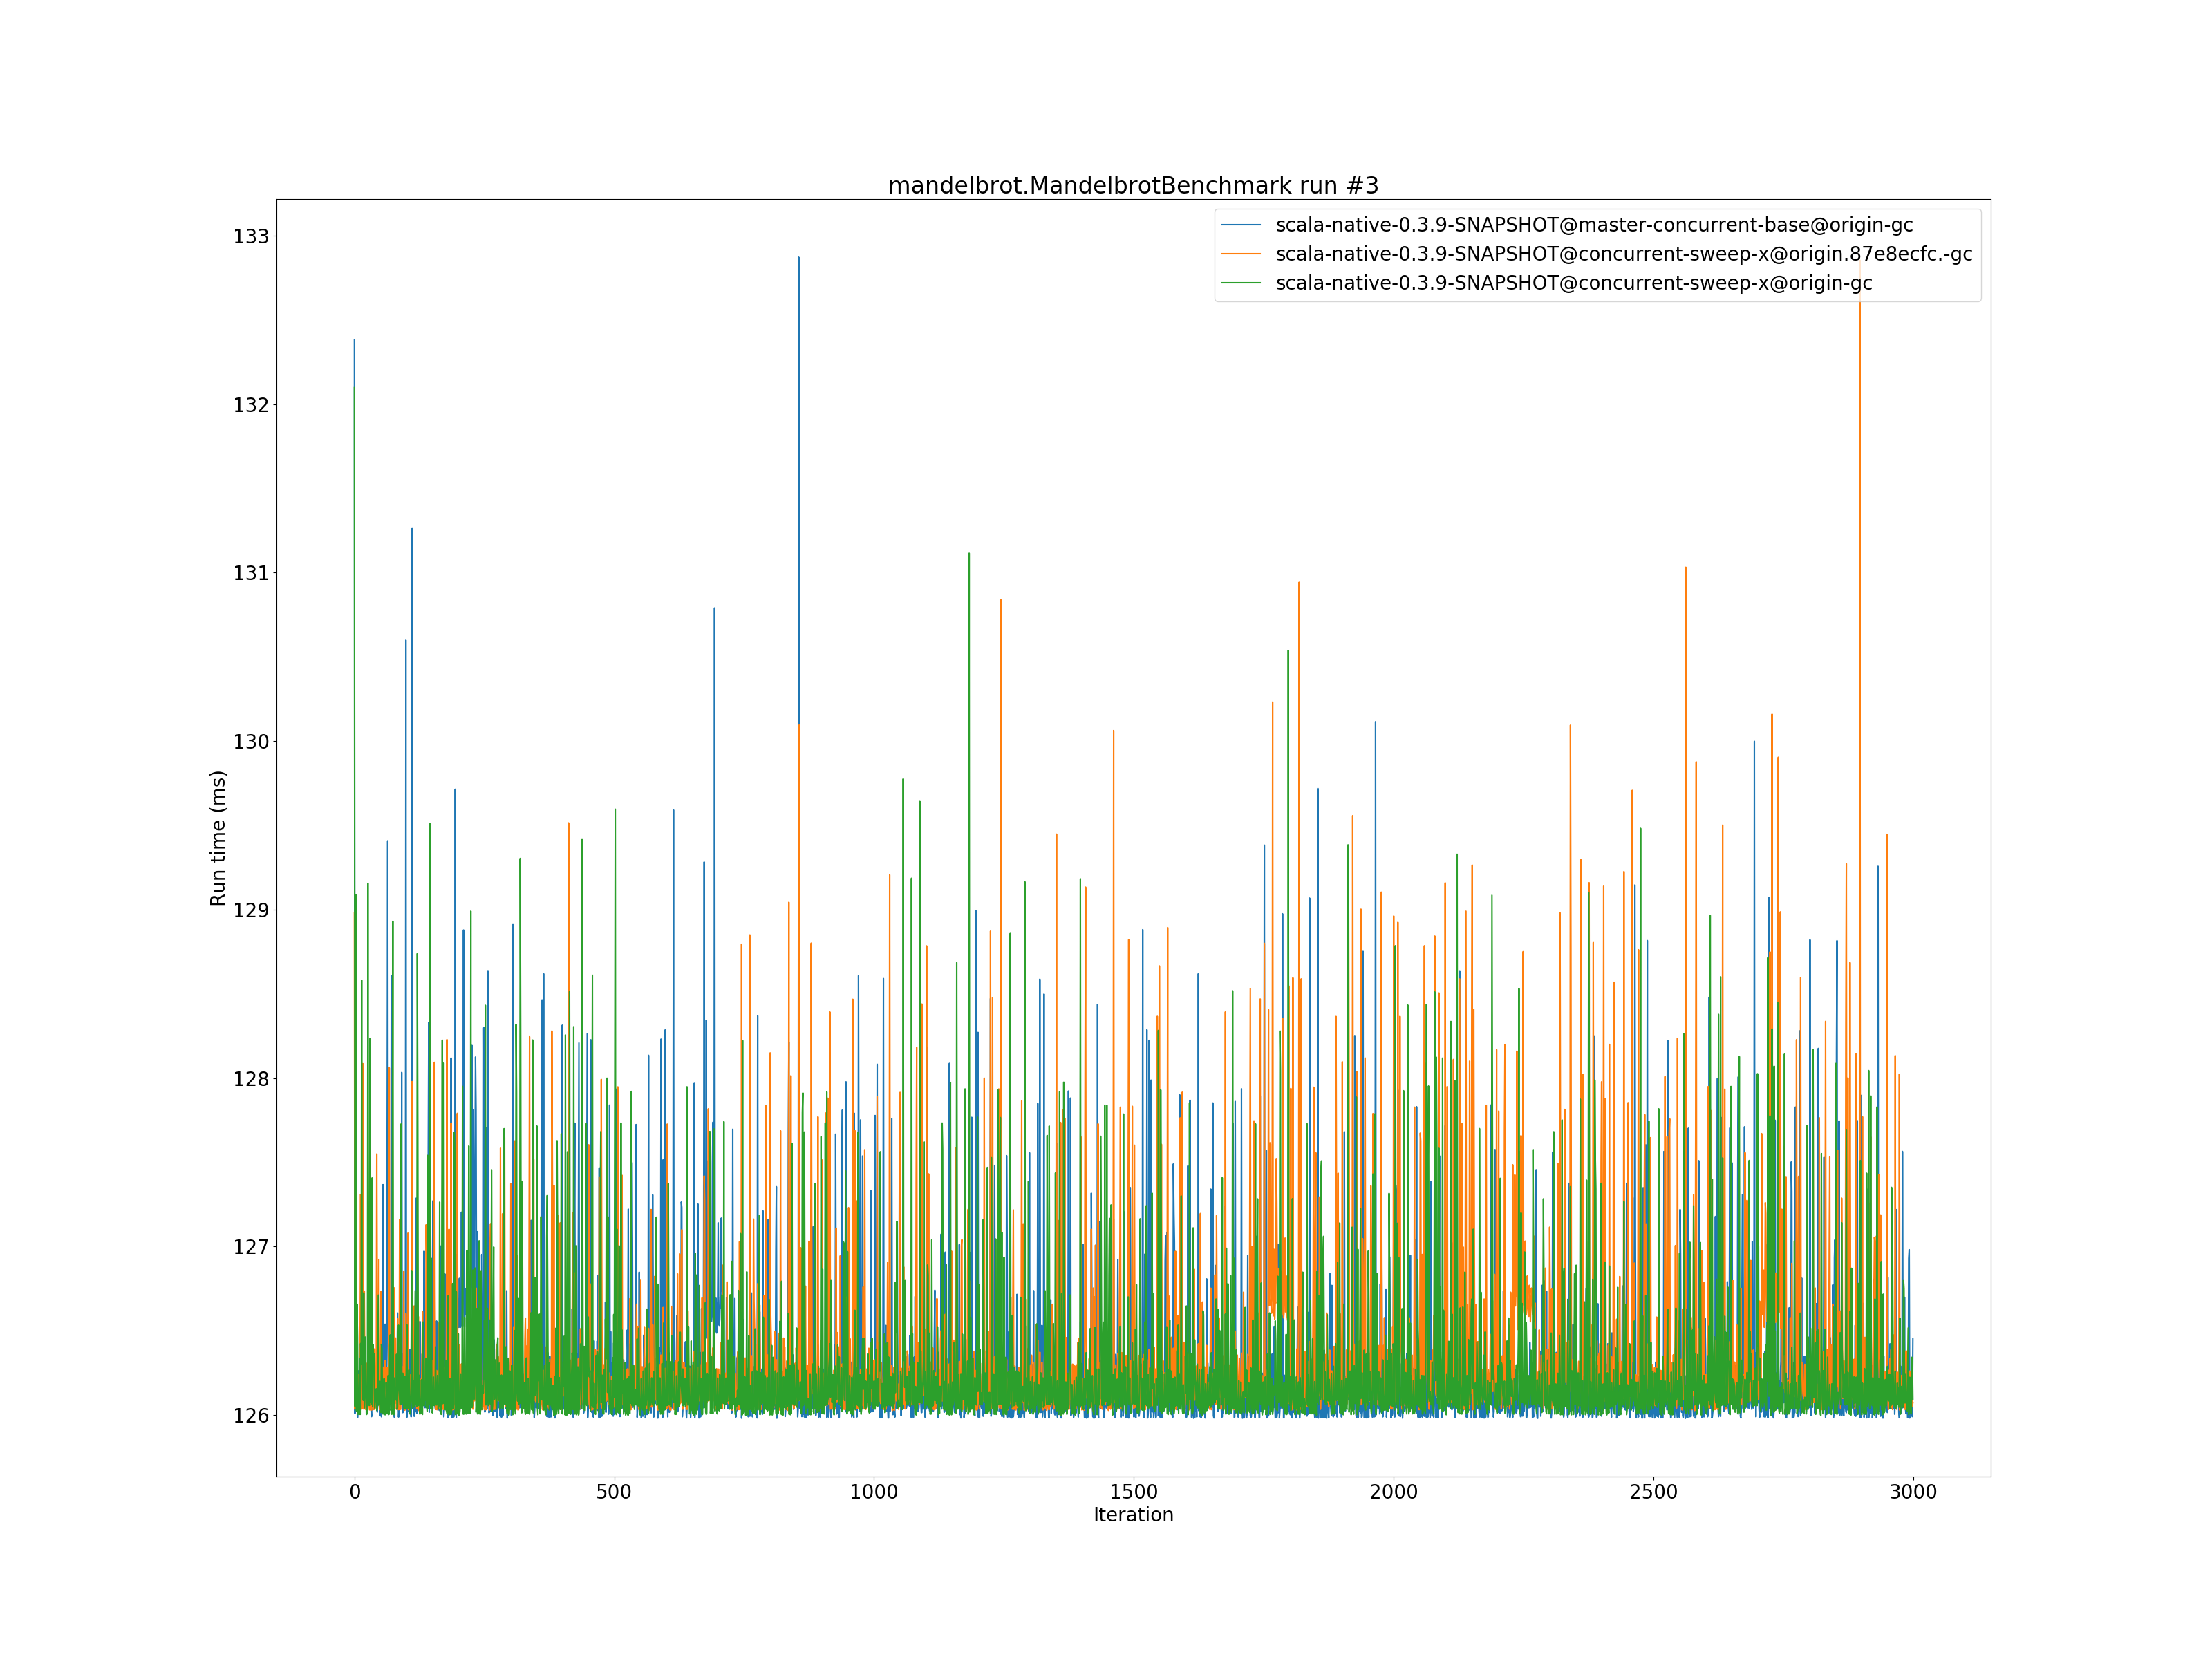 mandelbrot.MandelbrotBenchmark run #3
scala-native-0.3.9-SNAPSHOT@master-concurrent-base@origin-gc
scala-native-0.3.9-SNAPSHOT@concurrent-sweep-x@origin.87e8ecfc.-gc
scala-native-0.3.9-SNAPSHOT@concurrent-sweep-x@origin-gc
Run time (ms)
133
132
131
130
129
128
127
126
0 500 1000 1500 2000 2500 3000
Iteration